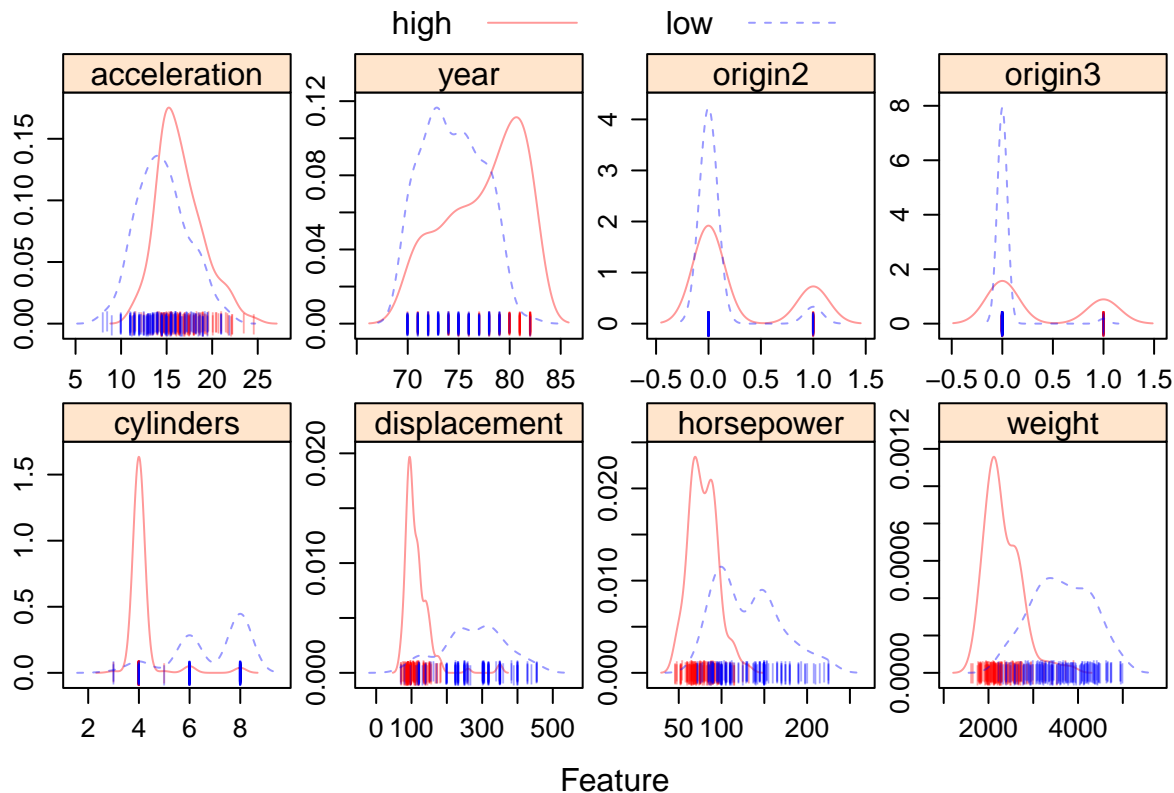 high low
acceleration year origin2 origin3
0.00 0.05 0.10 0.15
0.00 0.04 0.08 0.12
0 1 2 3 4
0 2 4 6 8
5 10 15 20 25
70 75 80 85
−0.5 0.0 0.5 1.0 1.5
−0.5 0.0 0.5 1.0 1.5
cylinders displacement horsepower weight
0.0 0.5 1.0 1.5
0.000 0.010 0.020
0.000 0.010 0.020
0.0000 0.0006 0.0012
2 4 6 8
0 100 300 500
50 100 200
2000 4000
Feature